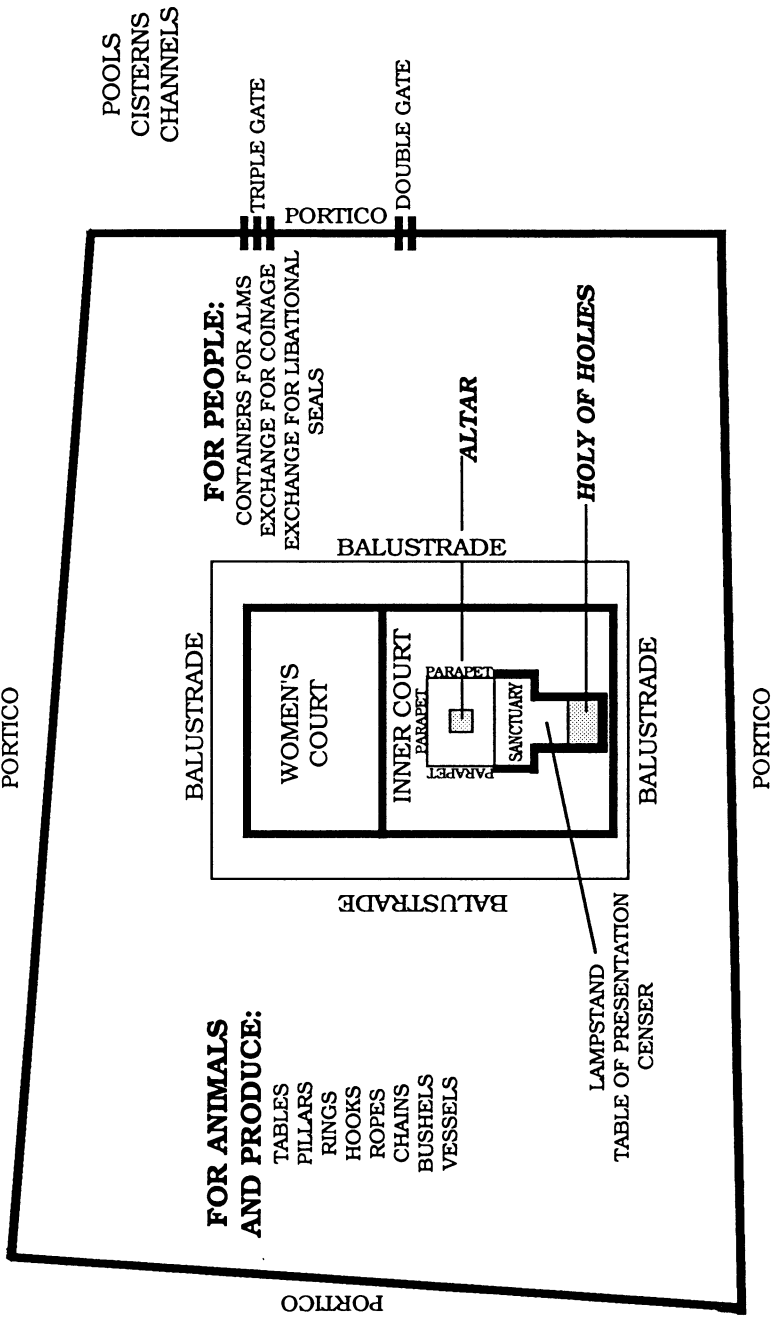 POOLS
CISTERNS
CHANNELS
TRIPLE GATE
DOUBLE GATE
PORTICO
FOR PEOPLE:
CONTAINERS FOR ALMS
EXCHANGE FOR COINAGE
EXCHANGE FOR LIBATIONAL
SEALS
ALTAR
HOLY OF HOLIES
BALUSTRADE
BALUSTRADE
WOMEN'S
COURT
INNER COURT
PARAPET
PARAPET
PARAPET
SANCTUARY
BALUSTRADE
BALUSTRADE
PORTICO
PORTICO
LAMPSTAND
TABLE OF PRESENTATION
CENSER
FOR ANIMALS
AND PRODUCE:
TABLES
PILLARS
RINGS
HOOKS
ROPES
CHAINS
BUSHELS
VESSELS
PORTICO